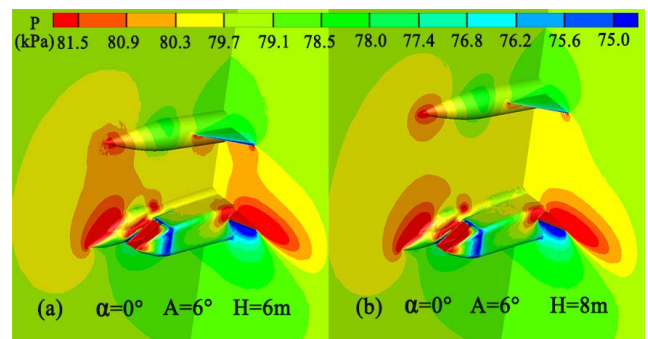 P
(kPa) 81.5 80.9 80.3 79.7 79.1 78.5 78.0 77.4 76.8 76.2 75.6 75.0
(a) α=0° A=6° H=6m (b) α=0° A=6° H=8m